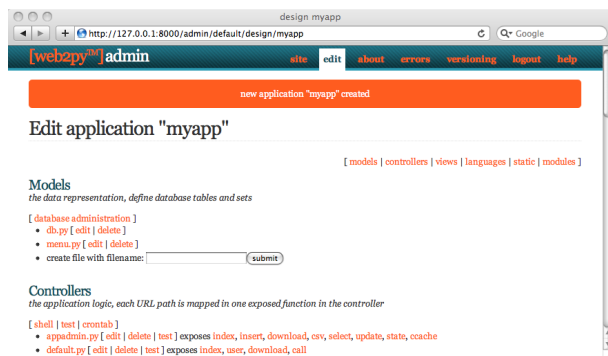 design myapp
http://127.0.0.1:8000/admin/default/design/myapp
Google
[web2py™]admin
site edit about errors versioning logout help
new application "myapp" created
Edit application "myapp"
[ models | controllers | views | languages | static | modules ]
Models
the data representation, define database tables and sets
[ database administration ]
db.py [ edit | delete ]
menu.py [ edit | delete ]
create file with filename: submit
Controllers
the application logic, each URL path is mapped in one exposed function in the controller
[ shell | test | crontab ]
appadmin.py [ edit | delete | test ] exposes index, insert, download, csv, select, update, state, ccache
default.py [ edit | delete | test ] exposes index, user, download, call